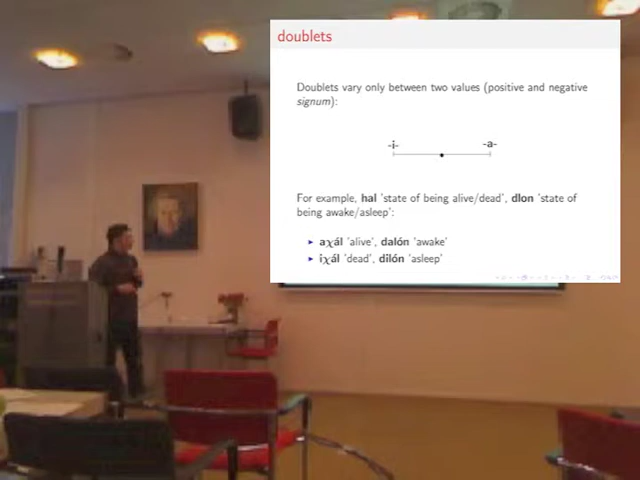 doublets
Doublets vary only between two values (positive and negative
signum):
-i- -a-
For example, hal 'state of being alive/dead', dlon 'state of
being awake/asleep':
▸ aχál 'alive', dalón 'awake'
▸ iχál 'dead', dilón 'asleep'